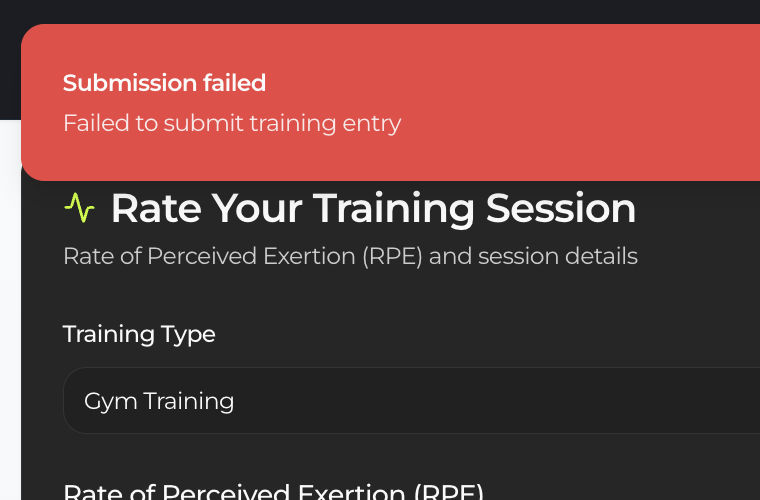 Submission failed
Failed to submit training entry
Rate Your Training Session
Rate of Perceived Exertion (RPE) and session details
Training Type
Gym Training
Rate of Perceived Exertion (RPE)